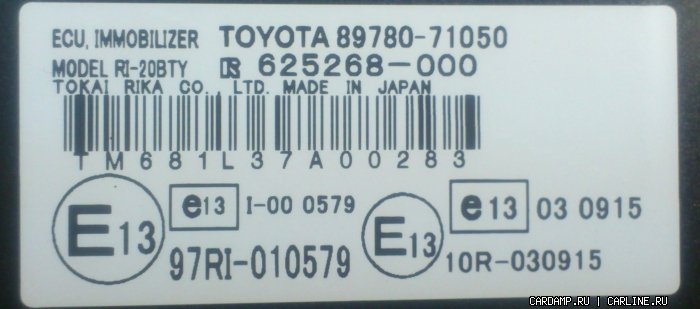 ECU, IMMOBILIZER TOYOTA 89780-71050
MODEL RI-20BTY 625268-000
TOKAI RIKA CO., LTD. MADE IN JAPAN
TM681L37A00283
E13 e13 I-00 0579 E13 e13 03 0915
97RI-010579 10R-030915
CARDAMP.RU | CARLINE.RU